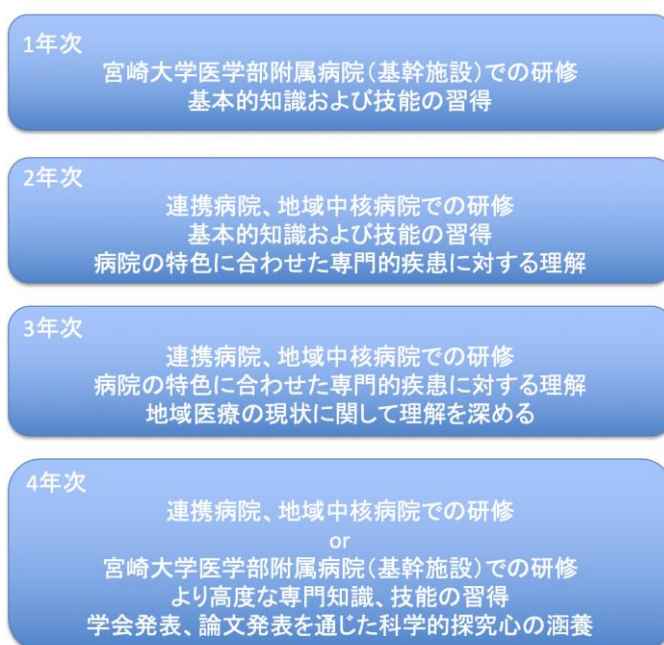 1年次
宮崎大学医学部附属病院(基幹施設)での研修
基本的知識および技能の習得
2年次
連携病院、地域中核病院での研修
基本的知識および技能の習得
病院の特色に合わせた専門的疾患に対する理解
3年次
連携病院、地域中核病院での研修
病院の特色に合わせた専門的疾患に対する理解
地域医療の現状に関して理解を深める
4年次
連携病院、地域中核病院での研修
or
宮崎大学医学部附属病院(基幹施設)での研修
より高度な専門知識、技能の習得
学会発表、論文発表を通じた科学的探究心の涵養